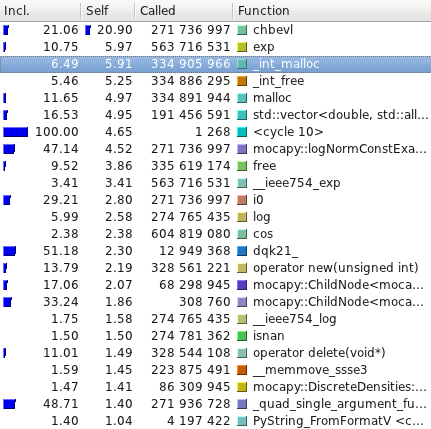 Incl. Self Called Function
21.06 20.90 271 736 997 chbevl
10.75 5.97 563 716 531 exp
6.49 5.91 334 905 966 _int_malloc
5.46 5.25 334 886 295 _int_free
11.65 4.97 334 891 944 malloc
16.53 4.95 191 456 591 std::vector<double, std::all...
100.00 4.65 1 268 <cycle 10>
47.14 4.52 271 736 997 mocapy::logNormConstExa...
9.52 3.86 335 619 174 free
3.41 3.41 563 716 531 __ieee754_exp
29.21 2.80 271 736 997 i0
5.99 2.58 274 765 435 log
2.38 2.38 604 819 080 cos
51.18 2.30 12 949 368 dqk21_
13.79 2.19 328 561 221 operator new(unsigned int)
17.06 2.07 68 298 945 mocapy::ChildNode<moca...
33.24 1.86 308 760 mocapy::ChildNode<moca...
1.75 1.58 274 765 435 __ieee754_log
1.50 1.50 274 781 362 isnan
11.01 1.49 328 544 108 operator delete(void*)
1.59 1.45 223 875 491 __memmove_ssse3
1.47 1.41 86 309 945 mocapy::DiscreteDensities:...
48.71 1.40 271 936 728 _quad_single_argument_fu...
1.40 1.04 4 197 422 PyString_FromFormatV <c...